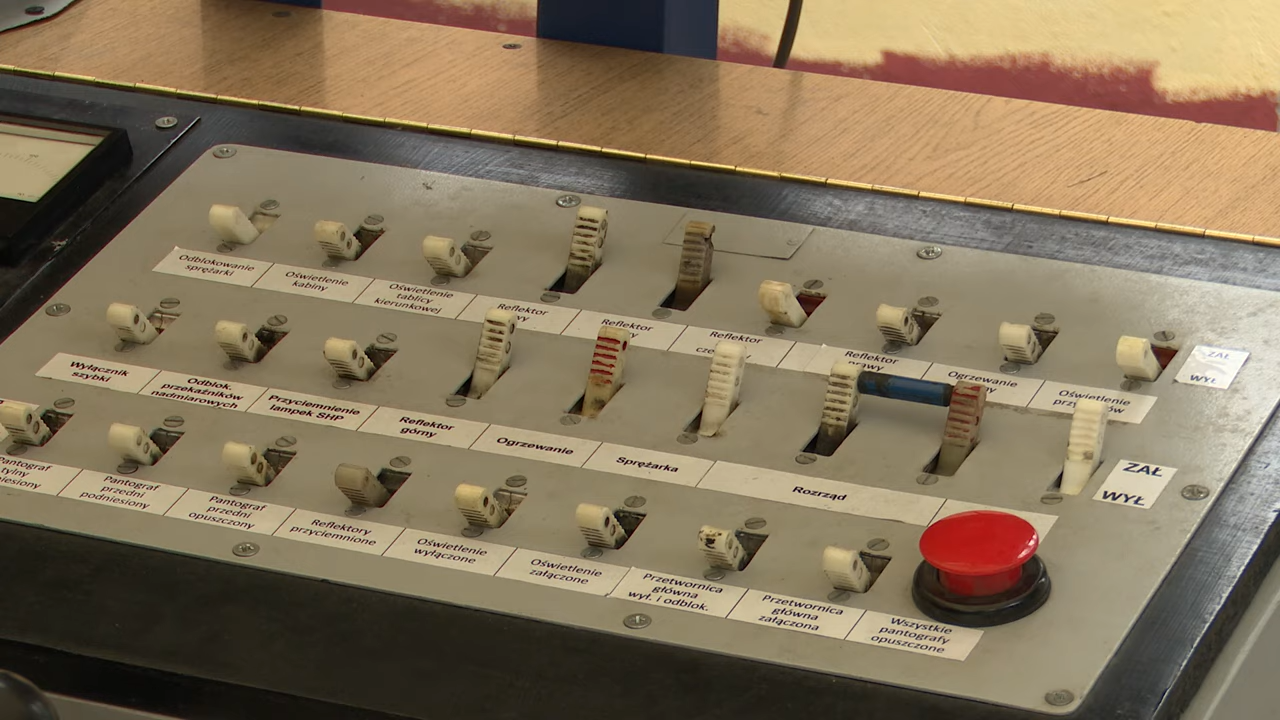 Odblokowanie
sprężarki
Oświetlenie
kabiny
Oświetlenie
tablicy
kierunkowej
Reflektor
Reflektor
Reflektor
Reflektor
prawy
Ogrzewanie
Oświetlenie
ZAŁ
WYŁ
Wyłącznik
szybki
Odblok.
przekaźników
nadmiarowych
Przyciemnienie
lampek SHP
Reflektor
górny
Ogrzewanie
Sprężarka
Rozrząd
ZAŁ
WYŁ
Pantograf
tylny
Pantograf
przedni
podniesiony
Pantograf
przedni
opuszczony
Reflektory
przyciemnione
Oświetlenie
wyłączone
Oświetlenie
załączone
Przetwornica
główna
wył. i odblok.
Przetwornica
główna
załączona
Wszystkie
pantografy
opuszczone